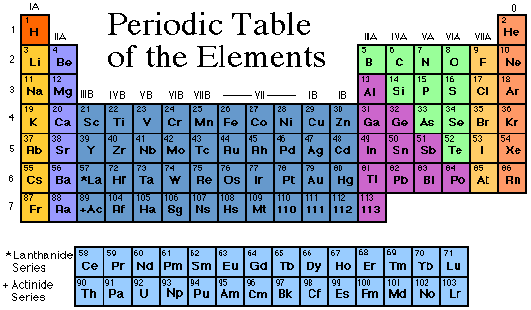 IA 0
Periodic Table
of the Elements
1 1 H 2 He
IIA IIIA IVA VA VIA VIIA
2 3 Li 4 Be 5 B 6 C 7 N 8 O 9 F 10 Ne
3 11 Na 12 Mg 13 Al 14 Si 15 P 16 S 17 Cl 18 Ar
IIIB IVB VB VIB VIIB VII IB IB
4 19 K 20 Ca 21 Sc 22 Ti 23 V 24 Cr 25 Mn 26 Fe 27 Co 28 Ni 29 Cu 30 Zn 31 Ga 32 Ge 33 As 34 Se 35 Br 36 Kr
5 37 Rb 38 Sr 39 Y 40 Zr 41 Nb 42 Mo 43 Tc 44 Ru 45 Rh 46 Pd 47 Ag 48 Cd 49 In 50 Sn 51 Sb 52 Te 53 I 54 Xe
6 55 Cs 56 Ba 57 *La 72 Hf 73 Ta 74 W 75 Re 76 Os 77 Ir 78 Pt 79 Au 80 Hg 81 Tl 82 Pb 83 Bi 84 Po 85 At 86 Rn
7 87 Fr 88 Ra 89 +Ac 104 Rf 105 Ha 106 Sg 107 Ns 108 Hs 109 Mt 110 110 111 111 112 112 113 113
* Lanthanide Series 58 Ce 59 Pr 60 Nd 61 Pm 62 Sm 63 Eu 64 Gd 65 Tb 66 Dy 67 Ho 68 Er 69 Tm 70 Yb 71 Lu
+ Actinide Series 90 Th 91 Pa 92 U 93 Np 94 Pu 95 Am 96 Cm 97 Bk 98 Cf 99 Es 100 Fm 101 Md 102 No 103 Lr